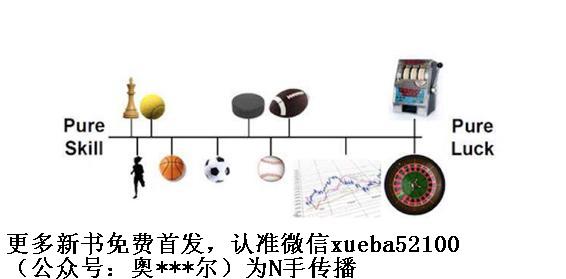 Pure Skill
Pure Luck
更多新书免费首发，认准微信xueba52100
（公众号：奥***尔）为N手传播